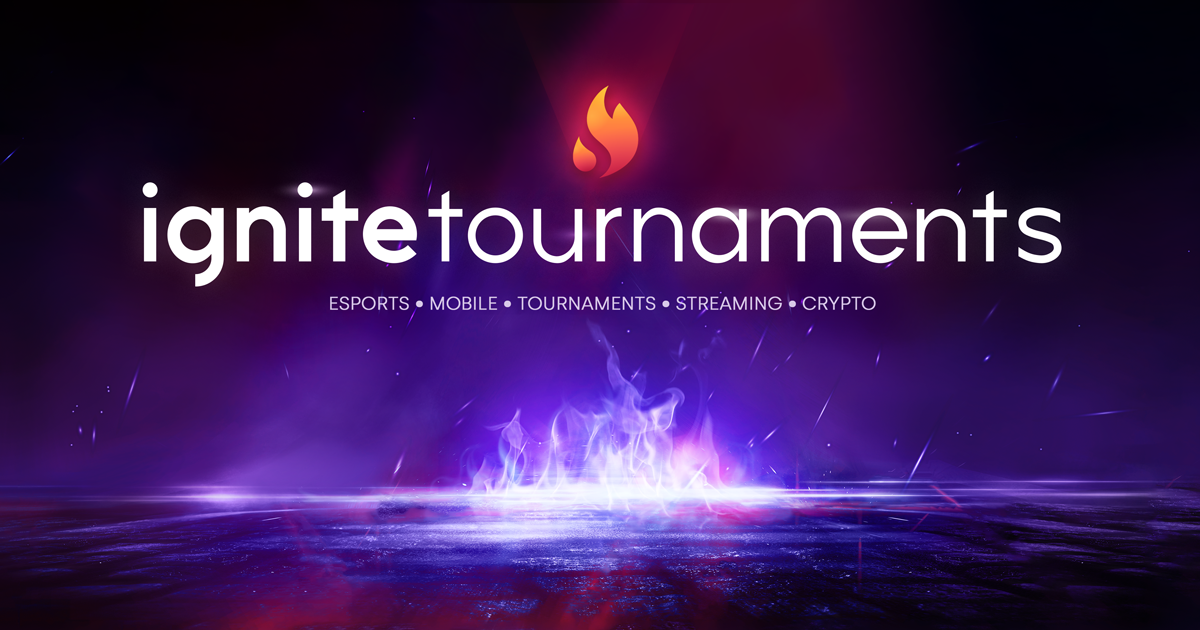 ignitetournaments
ESPORTS • MOBILE • TOURNAMENTS • STREAMING • CRYPTO